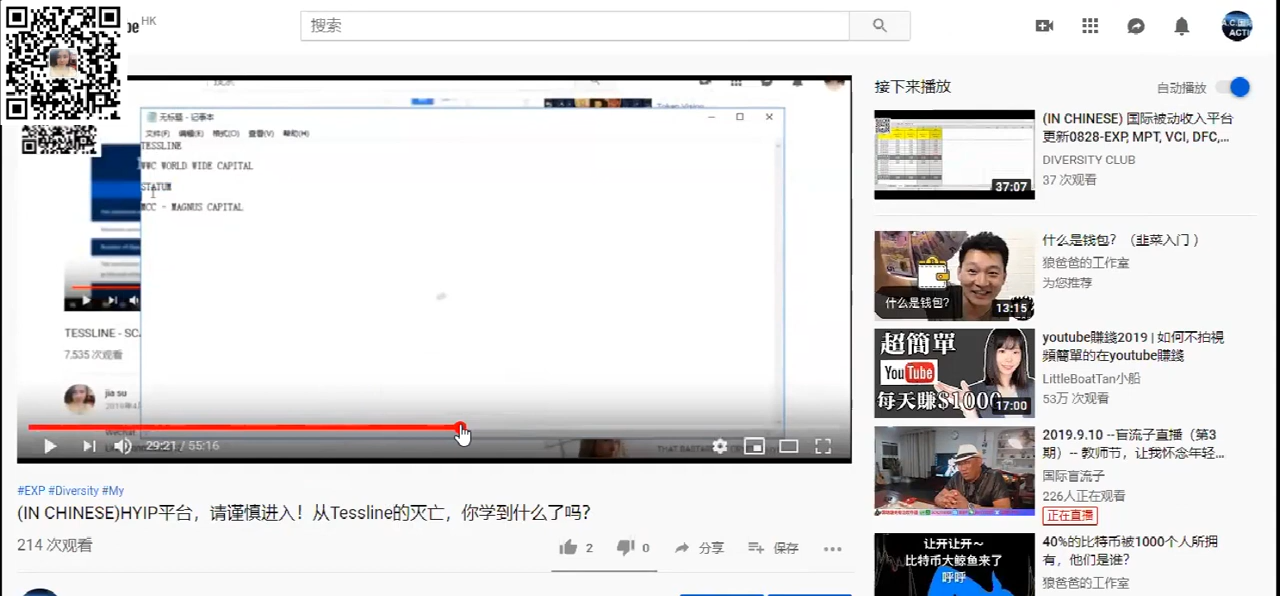 be HK
搜索
无标题 - 记事本
文件(F) 编辑(E) 格式(O) 查看(V) 帮助(H)
TESSLINE
WWC WORLD WIDE CAPITAL
STATUM
MCC - MAGNUS CAPITAL
TESSLINE - SCA
7,535 次观看
jia su
2019年4
29:21 / 55:16
#EXP #Diversity #My
(IN CHINESE)HYIP平台，请谨慎进入！从Tessline的灭亡，你学到什么了吗？
214 次观看
2
0
分享
保存
接下来播放
自动播放
37:07
(IN CHINESE) 国际被动收入平台
更新0828-EXP, MPT, VCI, DFC,...
DIVERSITY CLUB
37 次观看
什么是钱包?
13:15
什么是钱包？（韭菜入门 ）
狼爸爸的工作室
为您推荐
超簡單
YouTube
每天賺$1000
17:00
youtube賺錢2019 | 如何不拍視
頻簡單的在youtube賺錢
LittleBoatTan小船
53万 次观看
2019.9.10 --盲流子直播（第3
期）-- 教师节，让我怀念年轻...
国际盲流子
226人正在观看
正在直播
让开让开~
比特币大鲸鱼来了
呼呼
40%的比特币被1000个人所拥
有，他们是谁？
狼爸爸的工作室